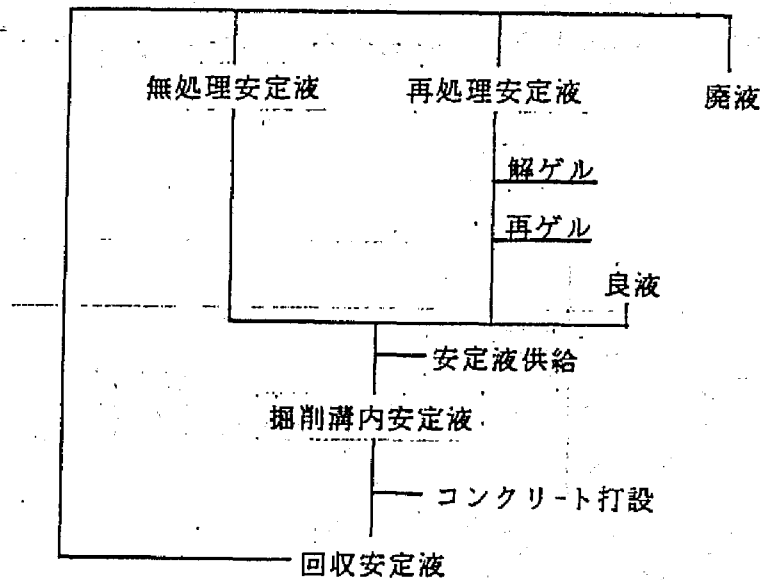 無処理安定液 再処理安定液 廃液
解ゲル
再ゲル
良液
安定液供給
掘削溝内安定液
コンクリート打設
回収安定液